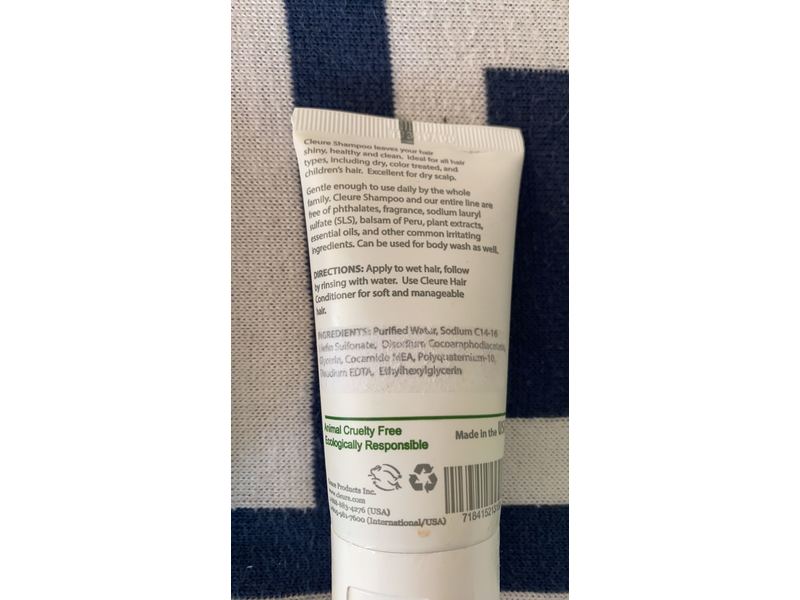 Cleure Shampoo leaves your hair
shiny, healthy and clean. Ideal for all hair
types, including dry, color treated, and
children's hair. Excellent for dry scalp.
Gentle enough to use daily by the whole
family. Cleure Shampoo and our entire line are
free of phthalates, fragrance, sodium lauryl
sulfate (SLS), balsam of Peru, plant extracts,
essential oils, and other common irritating
ingredients. Can be used for body wash as well.
DIRECTIONS: Apply to wet hair, follow
by rinsing with water. Use Cleure Hair
Conditioner for soft and manageable
hair.
INGREDIENTS: Purified Water, Sodium C14-16
Sulfonate, Disodium Cocoamphodiacetate,
Glycerin, Cocamide MEA, Polyquaternium-10,
EDTA, Ethylhexylglycerin
Animal Cruelty Free
Ecologically Responsible
Made in the
Products Inc.
www.cleure.com
883-4276 (USA)
981-7600 (International/USA)